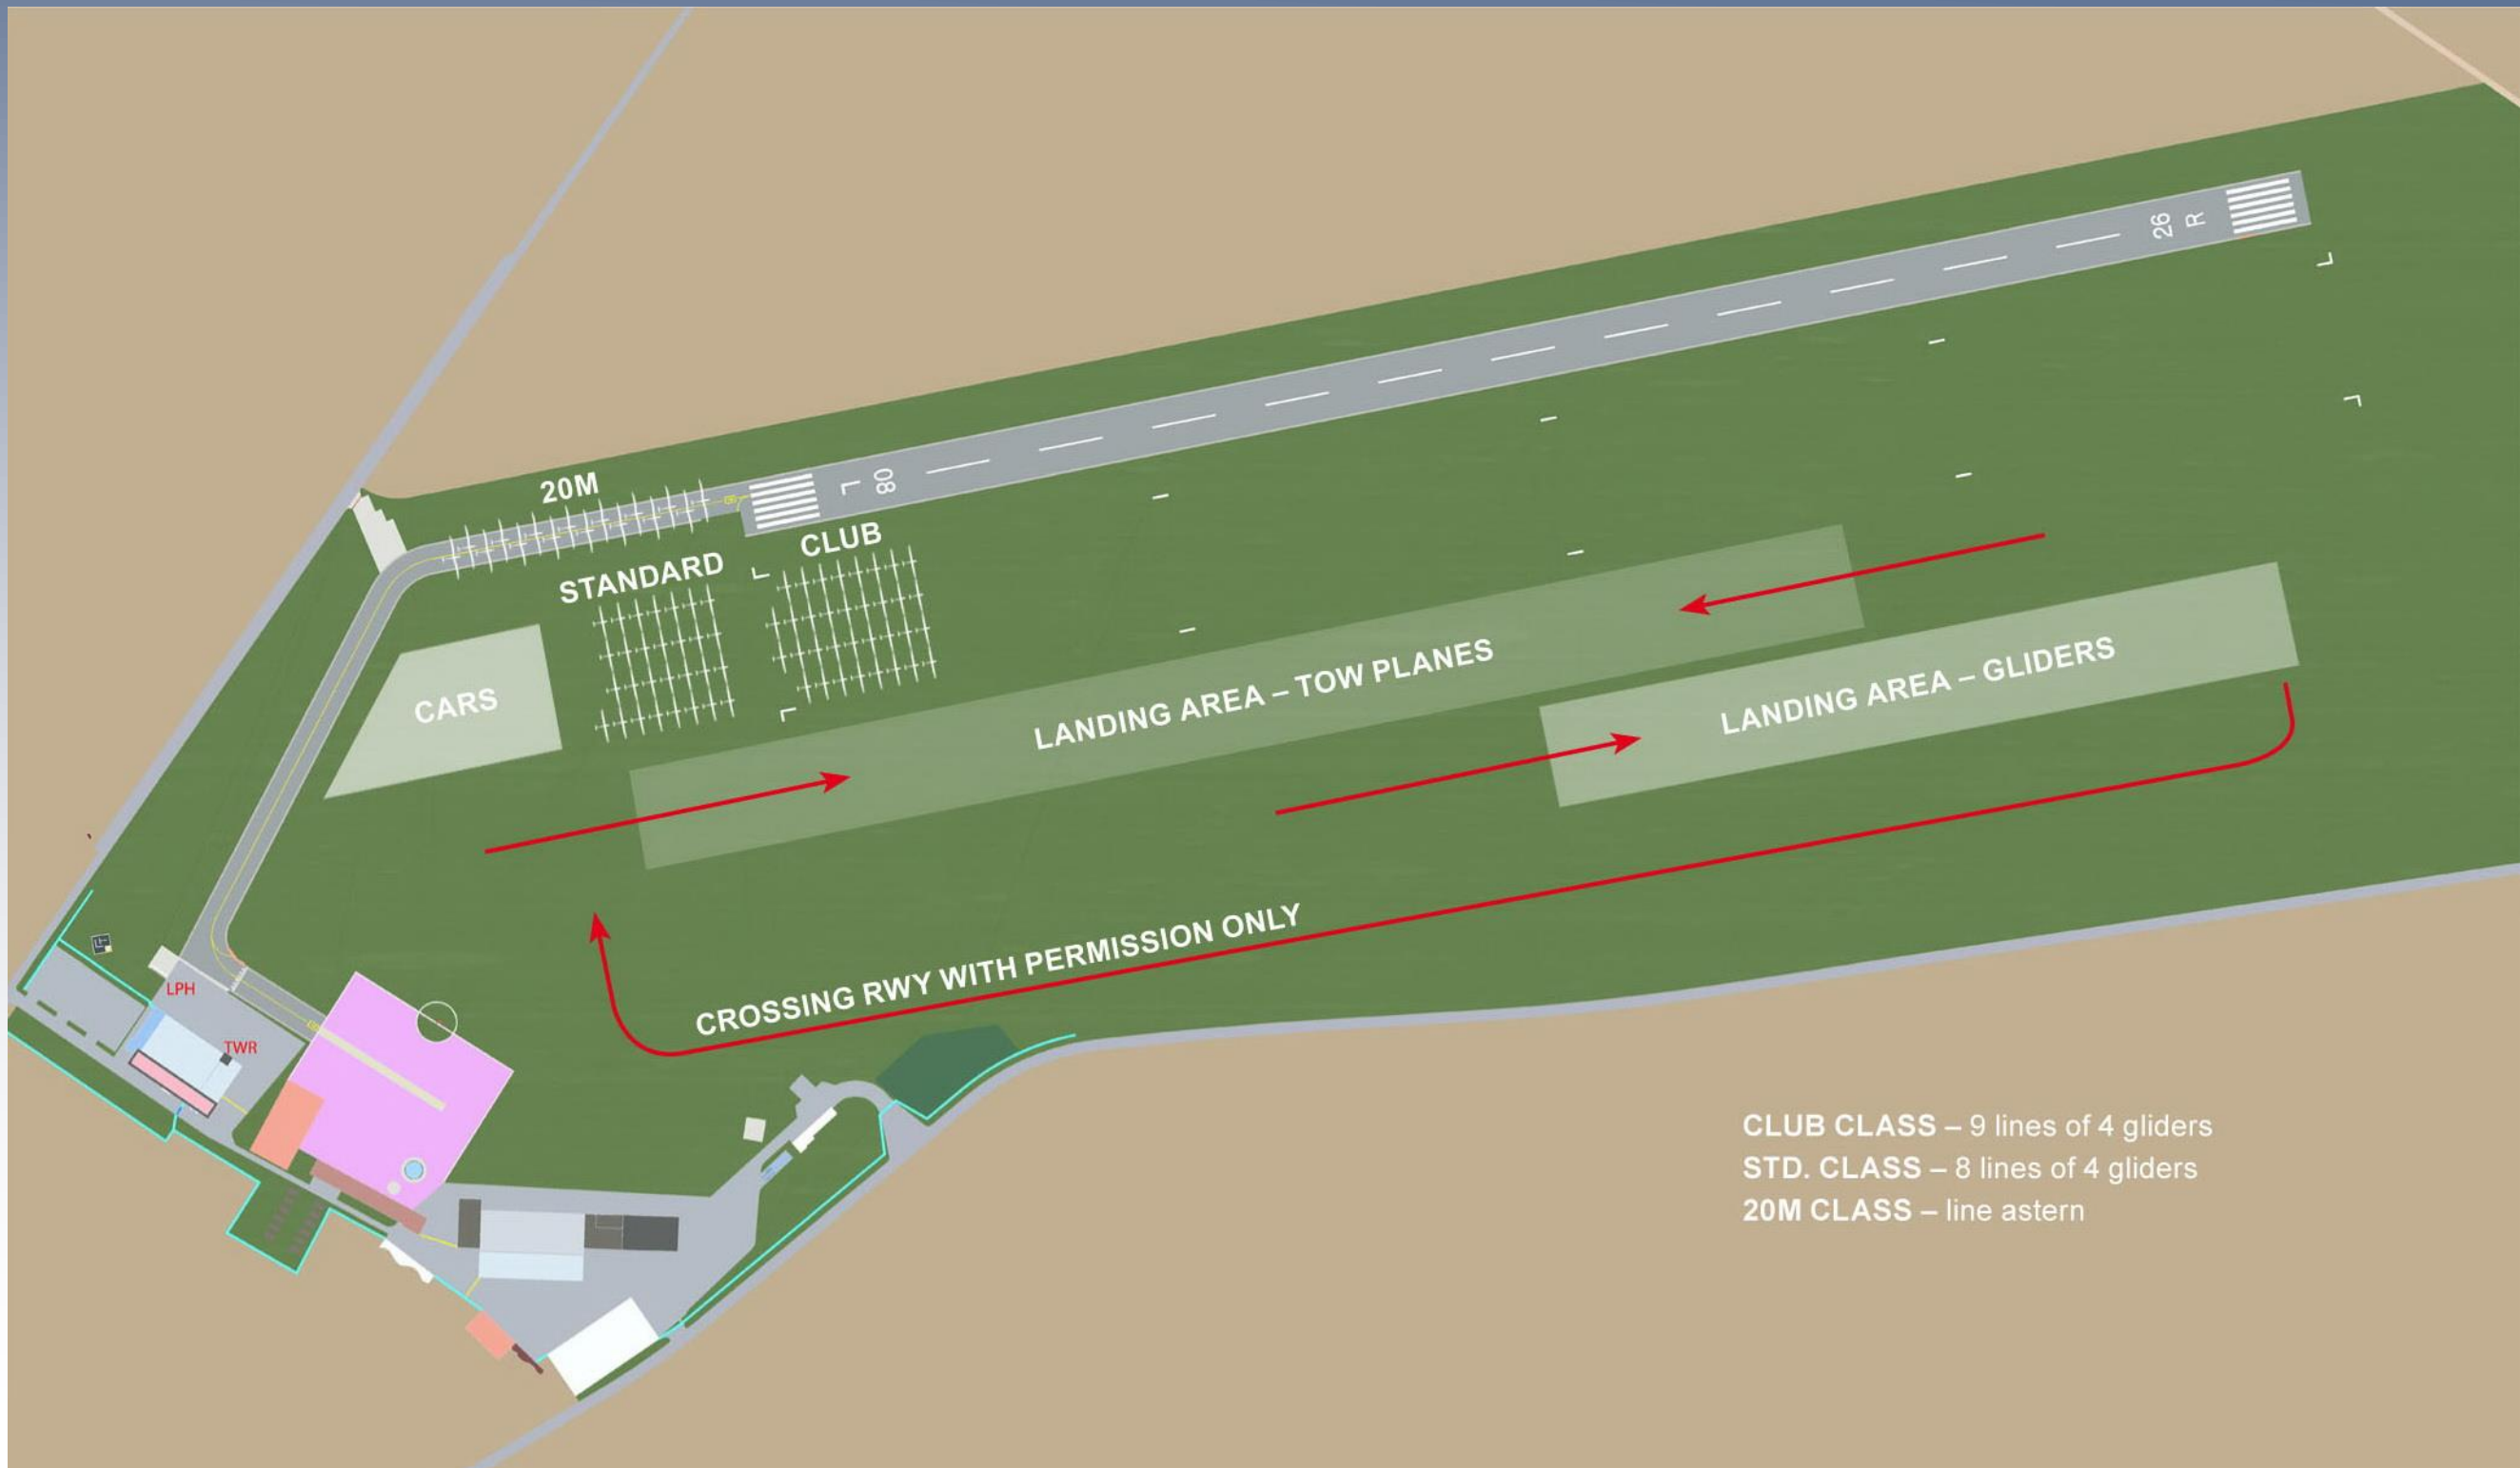 26
R
20M
08
CLUB
STANDARD
CARS
LANDING AREA – TOW PLANES
LANDING AREA – GLIDERS
CROSSING RWY WITH PERMISSION ONLY
LPH
TWR
CLUB CLASS – 9 lines of 4 gliders
STD. CLASS – 8 lines of 4 gliders
20M CLASS – line astern